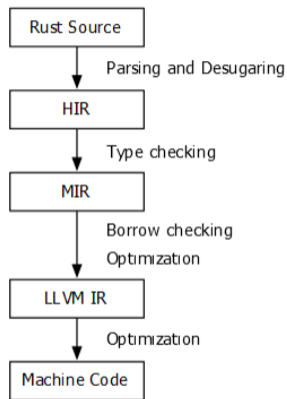 Rust Source
Parsing and Desugaring
HIR
Type checking
MIR
Borrow checking
Optimization
LLVM IR
Optimization
Machine Code